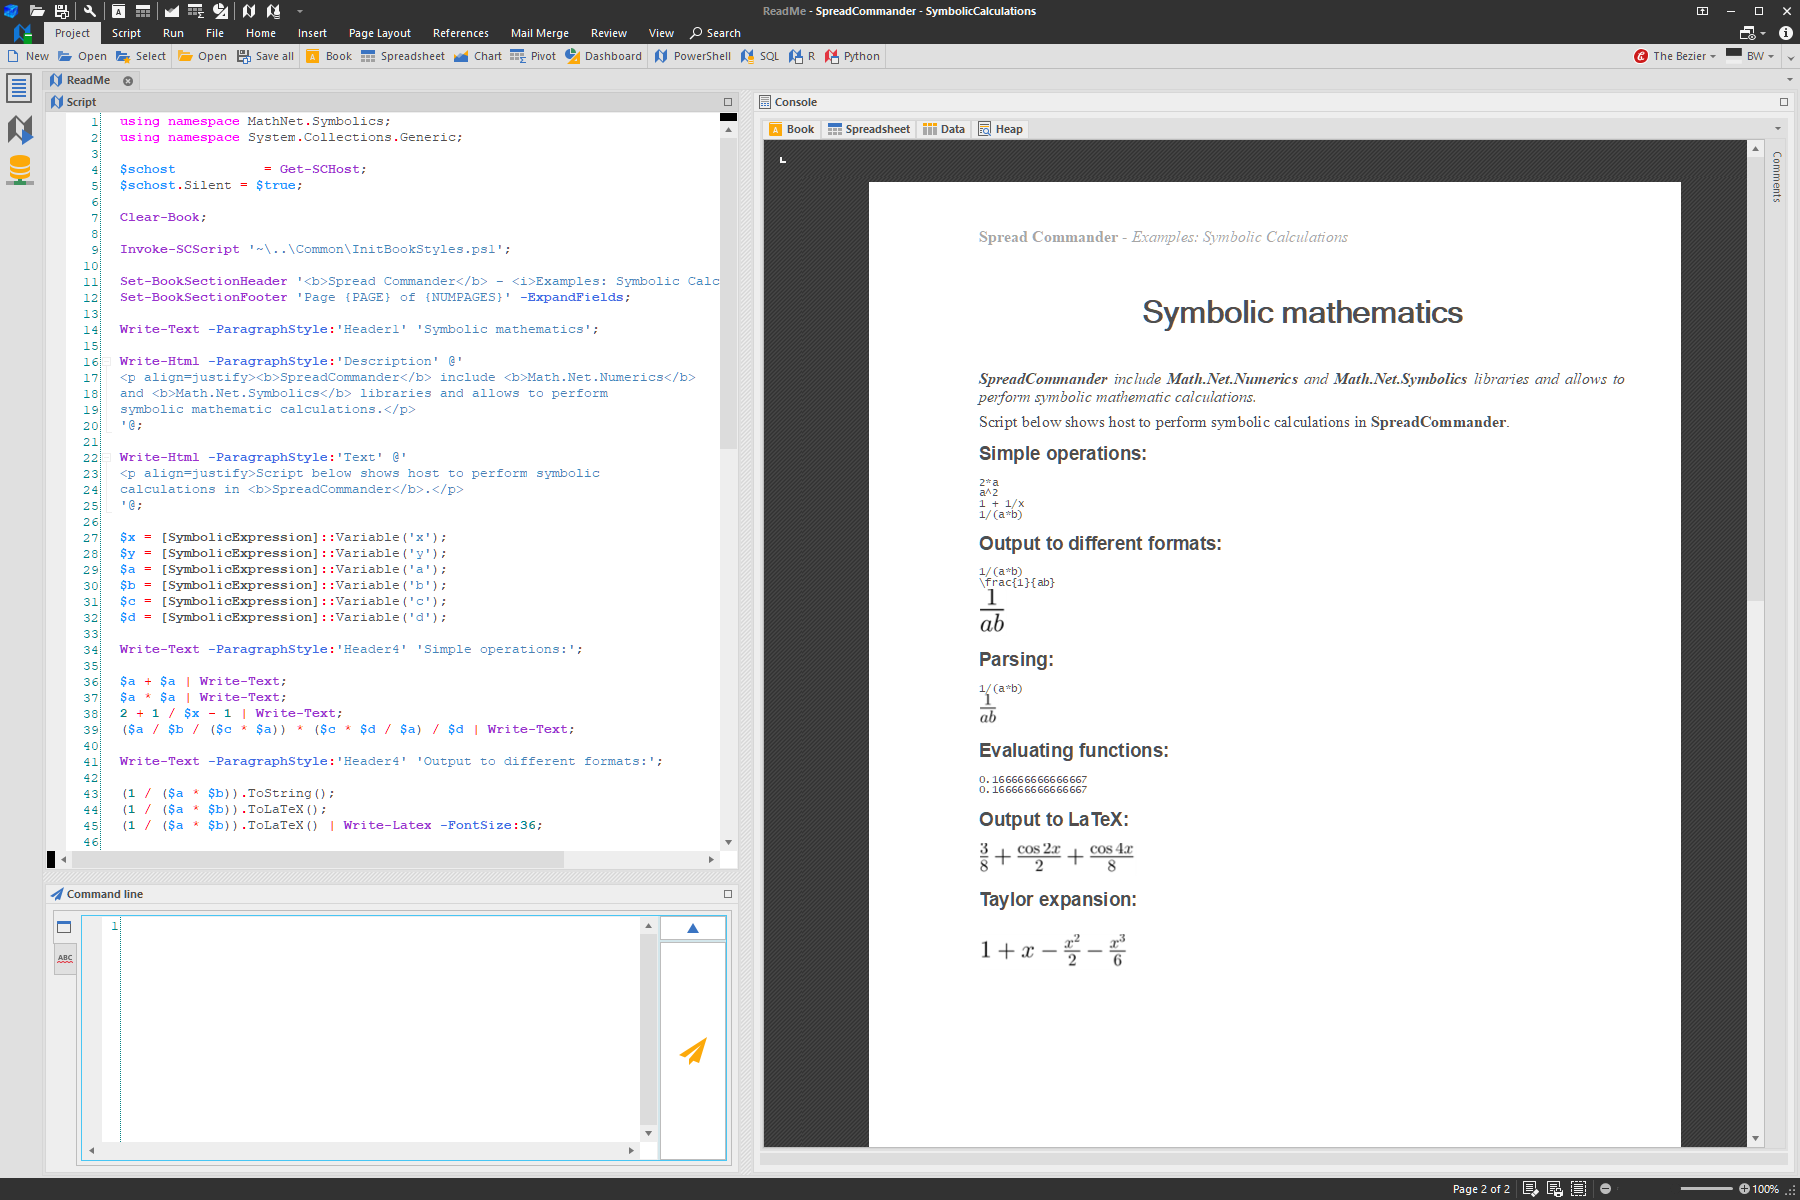 ReadMe - SpreadCommander - SymbolicCalculations
Project Script Run File Home Insert Page Layout References Mail Merge Review View Search
New Open Select Open Save all Book Spreadsheet Chart Pivot Dashboard PowerShell SQL R Python The Bezier BW
ReadMe
Script
1 using namespace MathNet.Symbolics;
2 using namespace System.Collections.Generic;
3
4 $schost = Get-SCHost;
5 $schost.Silent = $true;
6
7 Clear-Book;
8
9 Invoke-SCScript '~\..\Common\InitBookStyles.ps1';
10
11 Set-BookSectionHeader '<b>Spread Commander</b> - <i>Examples: Symbolic Calc
12 Set-BookSectionFooter 'Page {PAGE} of {NUMPAGES}' -ExpandFields;
13
14 Write-Text -ParagraphStyle:'Header1' 'Symbolic mathematics';
15
16 Write-Html -ParagraphStyle:'Description' @'
17 <p align=justify><b>SpreadCommander</b> include <b>Math.Net.Numerics</b>
18 and <b>Math.Net.Symbolics</b> libraries and allows to perform
19 symbolic mathematic calculations.</p>
20 '@;
21
22 Write-Html -ParagraphStyle:'Text' @'
23 <p align=justify>Script below shows host to perform symbolic
24 calculations in <b>SpreadCommander</b>.</p>
25 '@;
26
27 $x = [SymbolicExpression]::Variable('x');
28 $y = [SymbolicExpression]::Variable('y');
29 $a = [SymbolicExpression]::Variable('a');
30 $b = [SymbolicExpression]::Variable('b');
31 $c = [SymbolicExpression]::Variable('c');
32 $d = [SymbolicExpression]::Variable('d');
33
34 Write-Text -ParagraphStyle:'Header4' 'Simple operations:';
35
36 $a + $a | Write-Text;
37 $a * $a | Write-Text;
38 2 + 1 / $x - 1 | Write-Text;
39 ($a / $b / ($c * $a)) * ($c * $d / $a) / $d | Write-Text;
40
41 Write-Text -ParagraphStyle:'Header4' 'Output to different formats:';
42
43 (1 / ($a * $b)).ToString();
44 (1 / ($a * $b)).ToLaTeX();
45 (1 / ($a * $b)).ToLaTeX() | Write-Latex -FontSize:36;
46
Command line
ABC
1
Console
Book Spreadsheet Data Heap
Comments
Spread Commander - Examples: Symbolic Calculations
Symbolic mathematics
SpreadCommander include Math.Net.Numerics and Math.Net.Symbolics libraries and allows to
perform symbolic mathematic calculations.
Script below shows host to perform symbolic calculations in SpreadCommander.
Simple operations:
2*a
a^2
1 + 1/x
1/(a*b)
Output to different formats:
1/(a*b)
\frac{1}{ab}
1
ab
Parsing:
1/(a*b)
1
ab
Evaluating functions:
0.166666666666667
0.166666666666667
Output to LaTeX:
3/8 + cos 2x/2 + cos 4x/8
Taylor expansion:
1 + x − x²/2 − x³/6
Page 2 of 2 100%